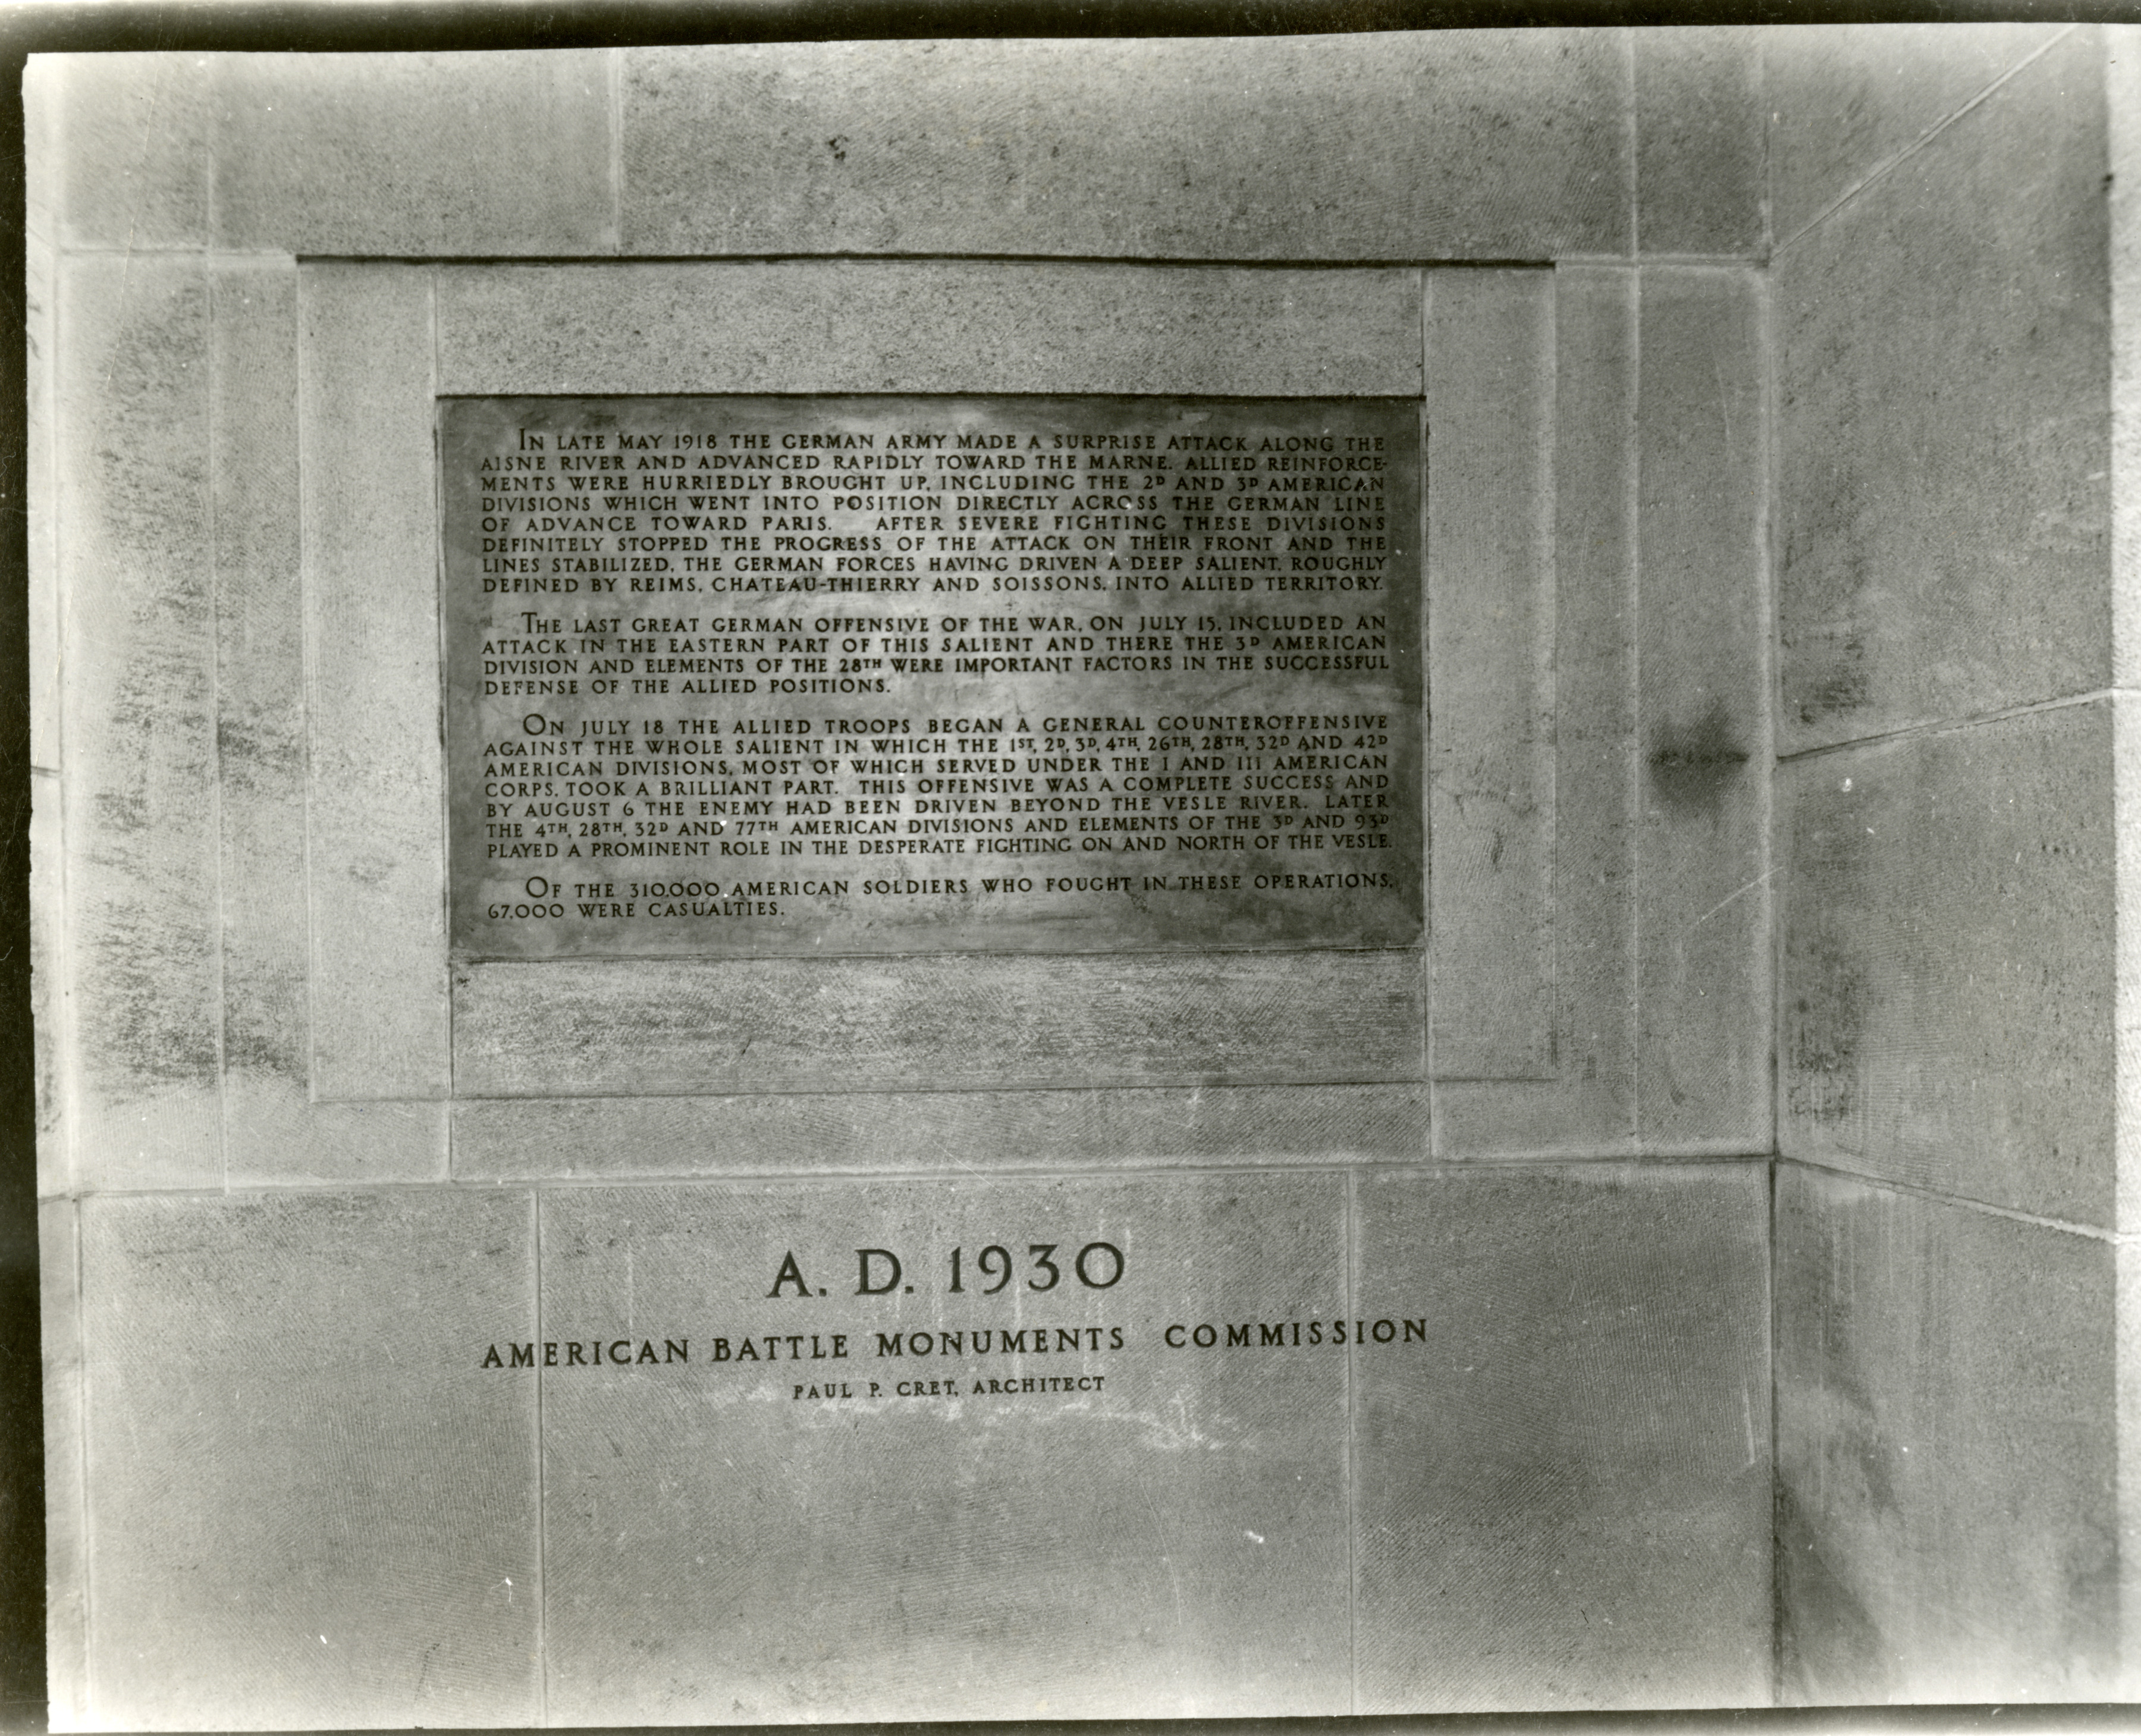 IN LATE MAY 1918 THE GERMAN ARMY MADE A SURPRISE ATTACK ALONG THE
AISNE RIVER AND ADVANCED RAPIDLY TOWARD THE MARNE. ALLIED REINFORCE-
MENTS WERE HURRIEDLY BROUGHT UP, INCLUDING THE 2D AND 3D AMERICAN
DIVISIONS WHICH WENT INTO POSITION DIRECTLY ACROSS THE GERMAN LINE
OF ADVANCE TOWARD PARIS. AFTER SEVERE FIGHTING THESE DIVISIONS
DEFINITELY STOPPED THE PROGRESS OF THE ATTACK ON THEIR FRONT AND THE
LINES STABILIZED, THE GERMAN FORCES HAVING DRIVEN A DEEP SALIENT, ROUGHLY
DEFINED BY REIMS, CHATEAU-THIERRY AND SOISSONS, INTO ALLIED TERRITORY.
THE LAST GREAT GERMAN OFFENSIVE OF THE WAR, ON JULY 15, INCLUDED AN
ATTACK IN THE EASTERN PART OF THIS SALIENT AND THERE THE 3D AMERICAN
DIVISION AND ELEMENTS OF THE 28TH WERE IMPORTANT FACTORS IN THE SUCCESSFUL
DEFENSE OF THE ALLIED POSITIONS.
ON JULY 18 THE ALLIED TROOPS BEGAN A GENERAL COUNTEROFFENSIVE
AGAINST THE WHOLE SALIENT IN WHICH THE 1ST, 2D, 3D, 4TH, 26TH, 28TH, 32D AND 42D
AMERICAN DIVISIONS, MOST OF WHICH SERVED UNDER THE I AND III AMERICAN
CORPS, TOOK A BRILLIANT PART. THIS OFFENSIVE WAS A COMPLETE SUCCESS AND
BY AUGUST 6 THE ENEMY HAD BEEN DRIVEN BEYOND THE VESLE RIVER. LATER
THE 4TH, 28TH, 32D AND 77TH AMERICAN DIVISIONS AND ELEMENTS OF THE 3D AND 93D
PLAYED A PROMINENT ROLE IN THE DESPERATE FIGHTING ON AND NORTH OF THE VESLE.
OF THE 310,000 AMERICAN SOLDIERS WHO FOUGHT IN THESE OPERATIONS,
67,000 WERE CASUALTIES.
A. D. 1930
AMERICAN BATTLE MONUMENTS COMMISSION
PAUL P. CRET, ARCHITECT